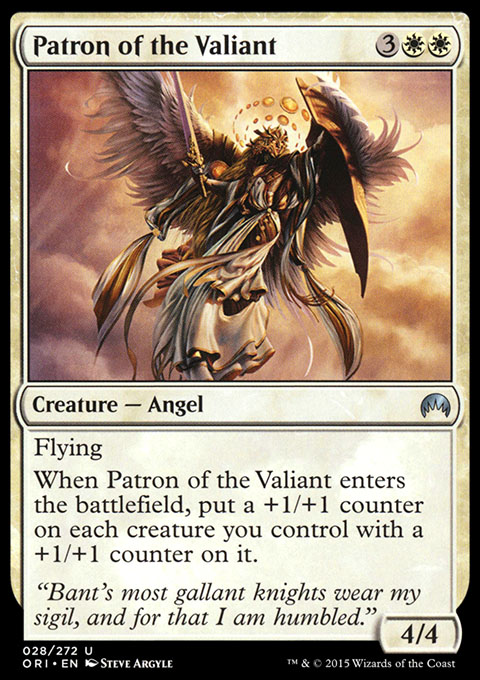 Patron of the Valiant 3
Creature — Angel
Flying
When Patron of the Valiant enters
the battlefield, put a +1/+1 counter
on each creature you control with a
+1/+1 counter on it.
“Bant’s most gallant knights wear my
sigil, and for that I am humbled.”
4/4
028/272 U
ORI • EN Steve Argyle
™ & © 2015 Wizards of the Coast